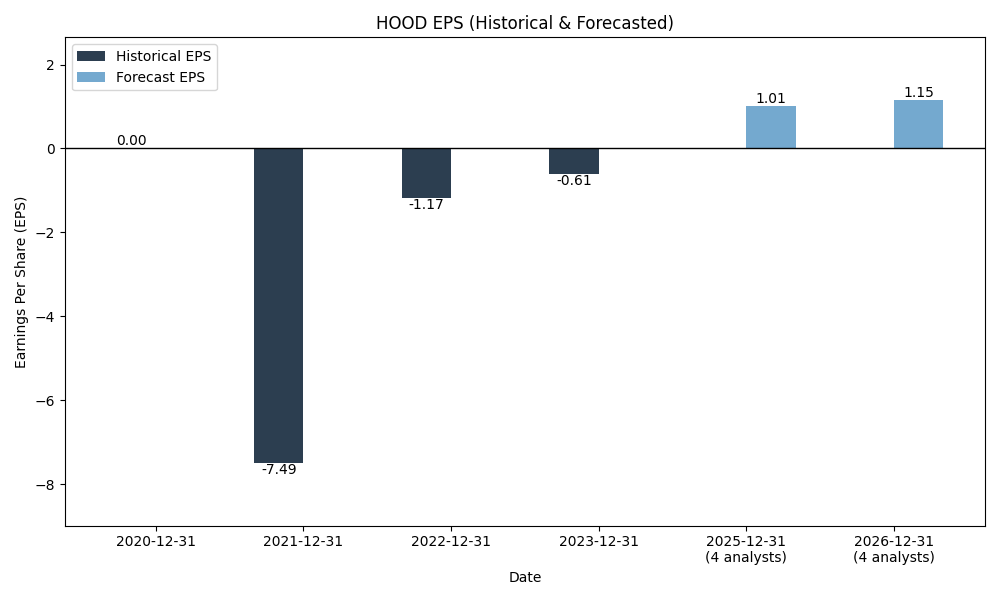 HOOD EPS (Historical & Forecasted)
Historical EPS
Forecast EPS
Earnings Per Share (EPS)
2
0
−2
−4
−6
−8
0.00
-7.49
-1.17
-0.61
1.01
1.15
2020-12-31
2021-12-31
2022-12-31
2023-12-31
2025-12-31
(4 analysts)
2026-12-31
(4 analysts)
Date